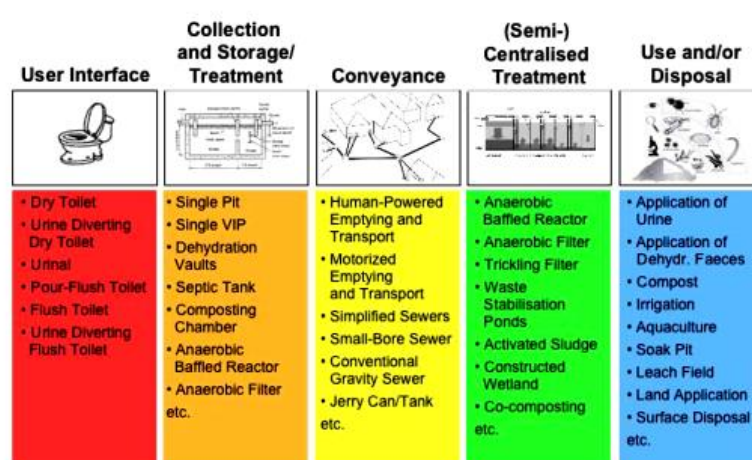 User Interface
Collection
and Storage/
Treatment
Conveyance
(Semi-)
Centralised
Treatment
Use and/or
Disposal
• Dry Toilet
• Urine Diverting
Dry Toilet
• Urinal
• Pour-Flush Toilet
• Flush Toilet
• Urine Diverting
Flush Toilet
• Single Pit
• Single VIP
• Dehydration
Vaults
• Septic Tank
• Composting
Chamber
• Anaerobic
Baffled Reactor
• Anaerobic Filter
etc.
• Human-Powered
Emptying and
Transport
• Motorized
Emptying
and Transport
• Simplified Sewers
• Small-Bore Sewer
• Conventional
Gravity Sewer
• Jerry Can/Tank
etc.
• Anaerobic
Baffled Reactor
• Anaerobic Filter
• Trickling Filter
• Waste
Stabilisation
Ponds
• Activated Sludge
• Constructed
Wetland
• Co-composting
etc.
• Application of
Urine
• Application of
Dehydr. Faeces
• Compost
• Irrigation
• Aquaculture
• Soak Pit
• Leach Field
• Land Application
• Surface Disposal
etc.